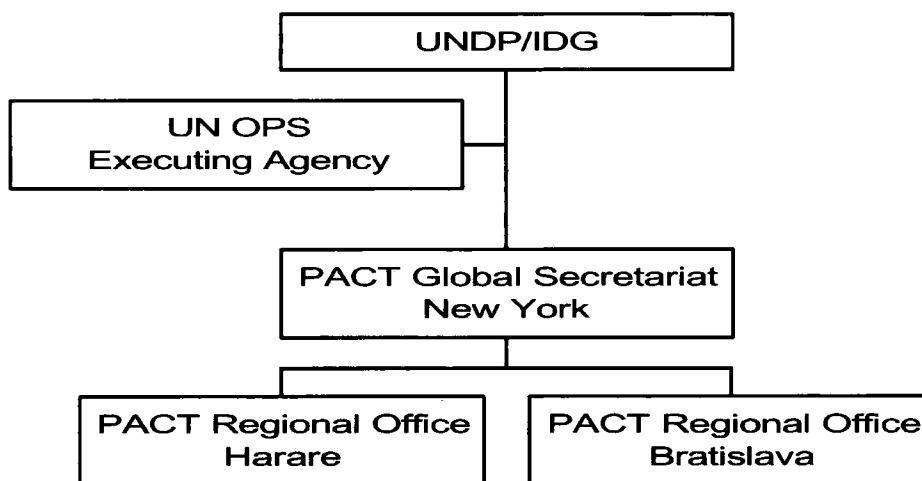 UNDP/IDG
UN OPS
Executing Agency
PACT Global Secretariat
New York
PACT Regional Office
Harare
PACT Regional Office
Bratislava